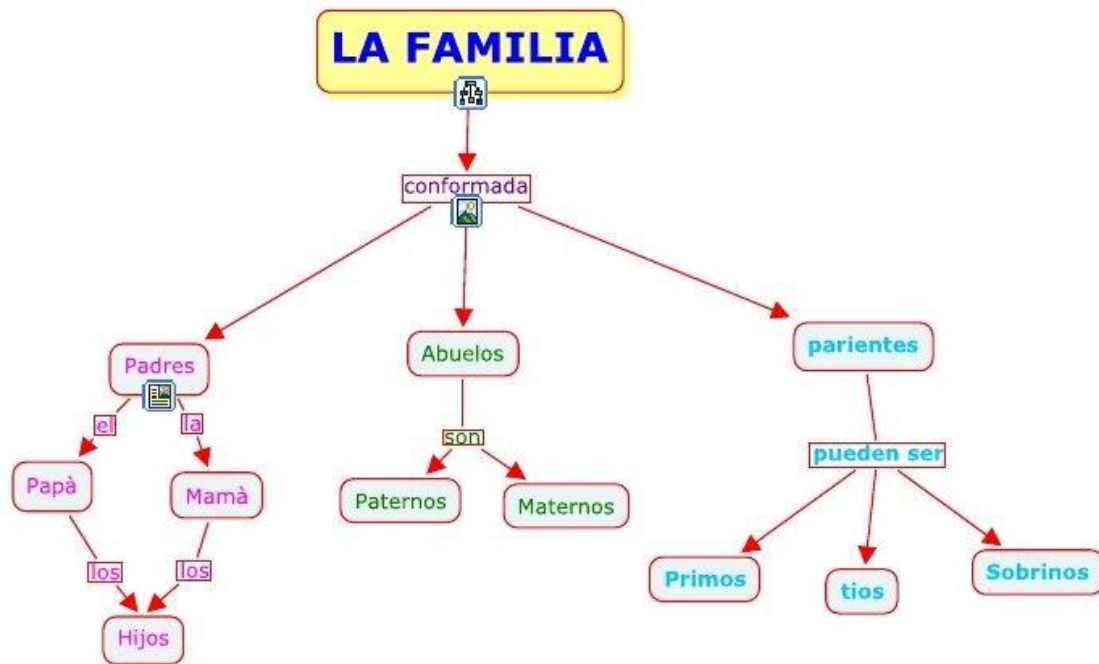 LA FAMILIA
conformada
Padres
Abuelos
parientes
el
la
son
pueden ser
Papà
Mamà
Paternos
Maternos
Primos
tios
Sobrinos
los
los
Hijos